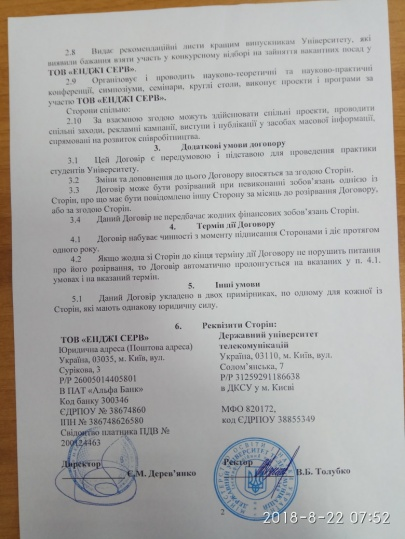 2.8 Видає рекомендаційні листи кращим випускникам Університету, які
виявили бажання взяти участь у конкурсному відборі на зайняття вакантних посад у
ТОВ «ЕНДЖІ СЕРВ».
2.9 Організовує і проводить науково-теоретичні та науково-практичні
конференції, симпозіуми, семінари, круглі столи, виконує проекти і програми за
участю ТОВ «ЕНДЖІ СЕРВ».
Сторони спільно:
2.10 За взаємною згодою можуть здійснювати спільні проекти, проводити
спільні заходи, рекламні кампанії, виступи і публікації у засобах масової інформації,
спрямовані на розвиток співробітництва.
3. Додаткові умови договору
3.1 Цей Договір є передумовою і підставою для проведення практики
студентів Університету.
3.2 Зміни та доповнення до цього Договору вносяться за згодою Сторін.
3.3 Договір може бути розірваний при невиконанні зобов'язань однією із
Сторін, про що має бути повідомлено іншу Сторону за місяць до розірвання Договору,
або за згодою Сторін.
3.4 Даний Договір не передбачає жодних фінансових зобов'язань Сторін.
4. Термін дії Договору
4.1 Договір набуває чинності з моменту підписання Сторонами і діє протягом
одного року.
4.2 Якщо жодна зі Сторін до кінця терміну дії Договору не порушить питання
про його розірвання, то Договір автоматично пролонгується на вказаних у п. 4.1.
умовах і на вказаний термін.
5. Інші умови
5.1 Даний Договір укладено в двох примірниках, по одному для кожної із
Сторін, які мають однакову юридичну силу.
6. Реквізити Сторін:
ТОВ «ЕНДЖІ СЕРВ»
Юридична адреса (Поштова адреса)
Україна, 03035, м. Київ, вул.
Сурікова, 3
Р/Р 26005014405801
В ПАТ «Альфа Банк»
Код банку 300346
ЄДРПОУ № 38674860
ІПН № 386748626580
Свідоцтво платника ПДВ №
200124463
Директор
Є.М. Дерев'янко
Державний університет
телекомунікацій
Україна, 03110, м. Київ, вул.
Солом'янська, 7
Р/Р 31259291186638
в ДКСУ у м. Києві
МФО 820172,
код ЄДРПОУ 38855349
Ректор
В.Б. Толубко
2
2018-8-22 07:52